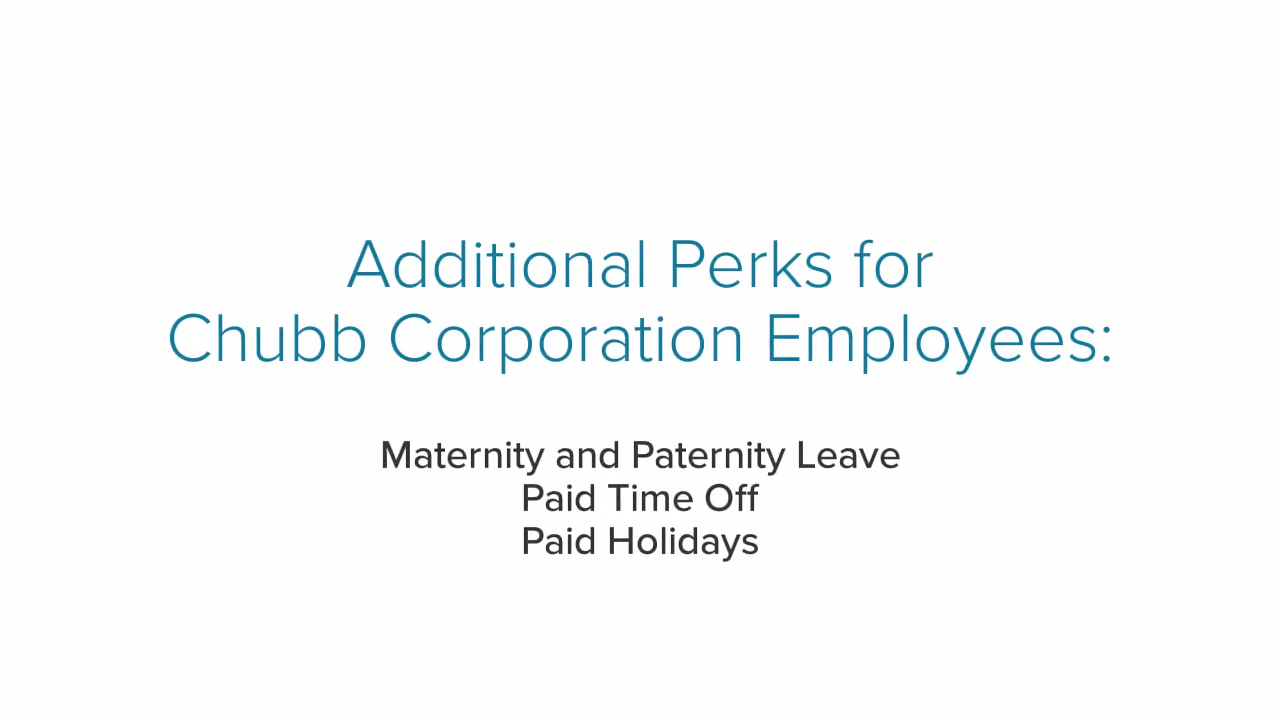 Additional Perks for
Chubb Corporation Employees:
Maternity and Paternity Leave
Paid Time Off
Paid Holidays